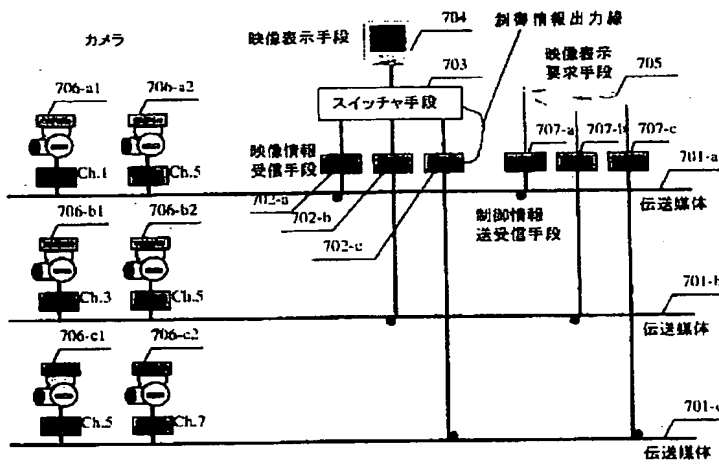 カメラ
映像表示手段
704
制御情報出力線
703
スイッチャ手段
映像表示
要求手段
705
706-a1
706-a2
映像情報
受信手段
707-a
707-b
707-c
701-a
Ch.1
Ch.5
702-a
702-b
702-c
伝送媒体
制御情報
送受信手段
706-b1
706-b2
Ch.3
Ch.5
701-b
伝送媒体
706-c1
706-c2
Ch.5
Ch.7
701-c
伝送媒体